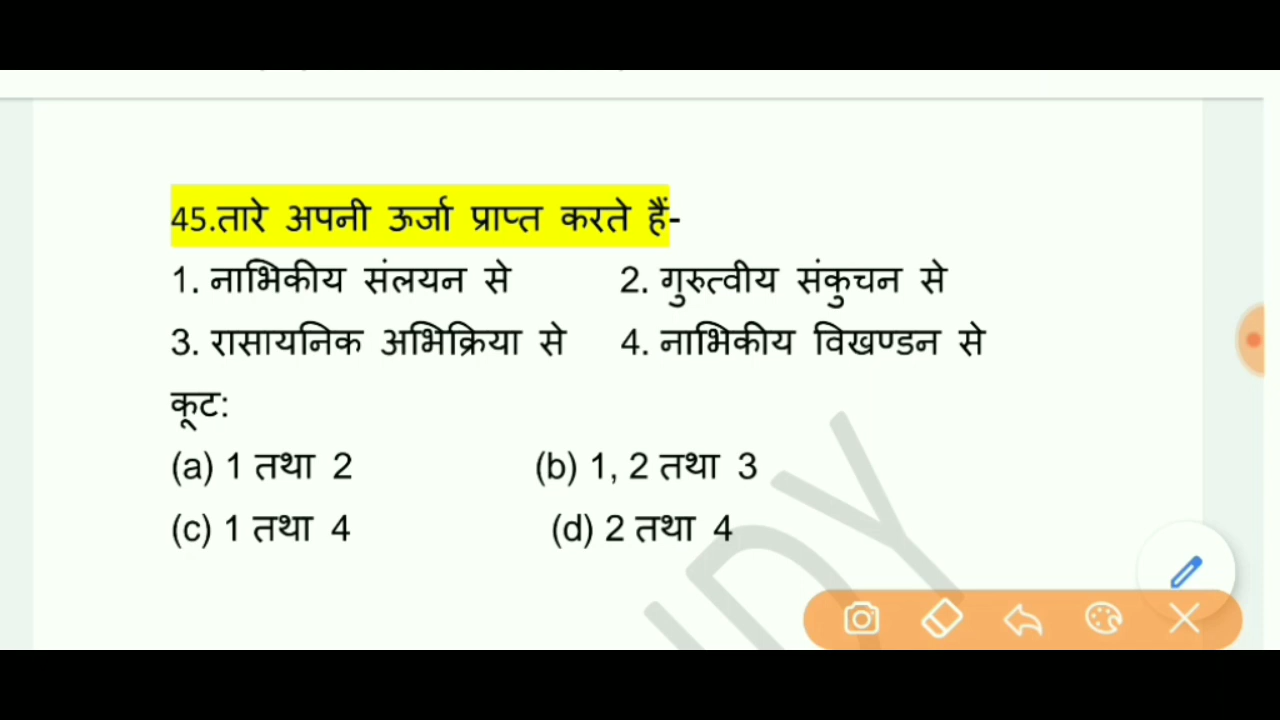 45.तारे अपनी ऊर्जा प्राप्त करते हैं-
1. नाभिकीय संलयन से 2. गुरुत्वीय संकुचन से
3. रासायनिक अभिक्रिया से 4. नाभिकीय विखण्डन से
कूट:
(a) 1 तथा 2 (b) 1, 2 तथा 3
(c) 1 तथा 4 (d) 2 तथा 4